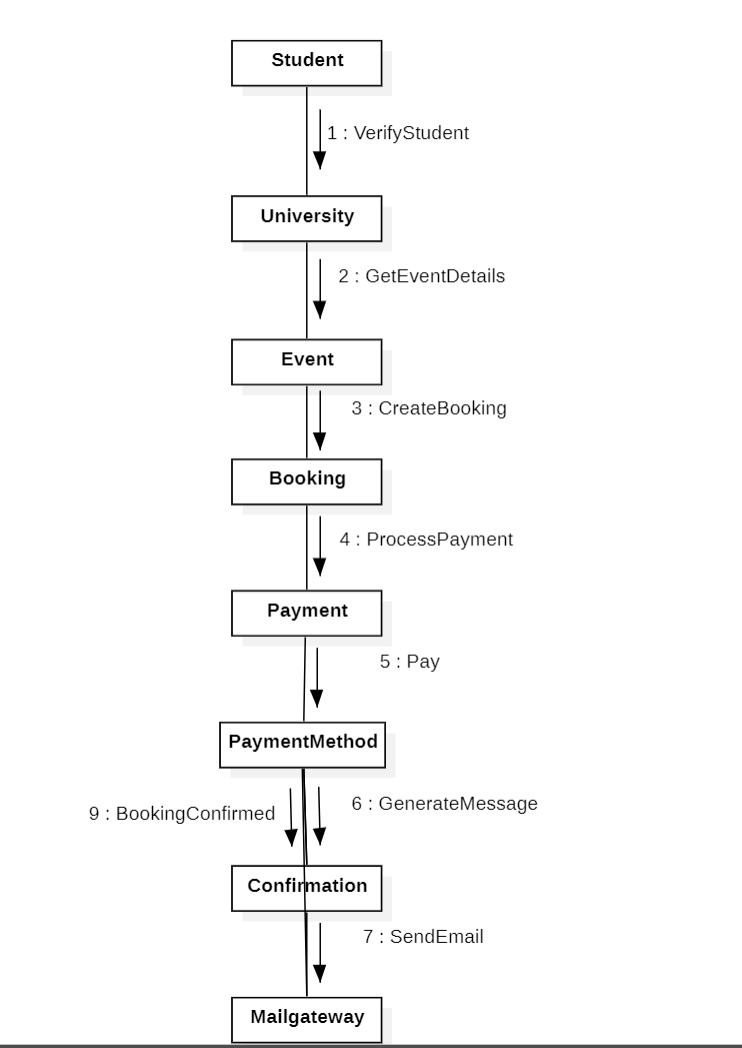 Student
1 : VerifyStudent
University
2 : GetEventDetails
Event
3 : CreateBooking
Booking
4 : ProcessPayment
Payment
5 : Pay
PaymentMethod
6 : GenerateMessage
9 : BookingConfirmed
Confirmation
7 : SendEmail
Mailgateway